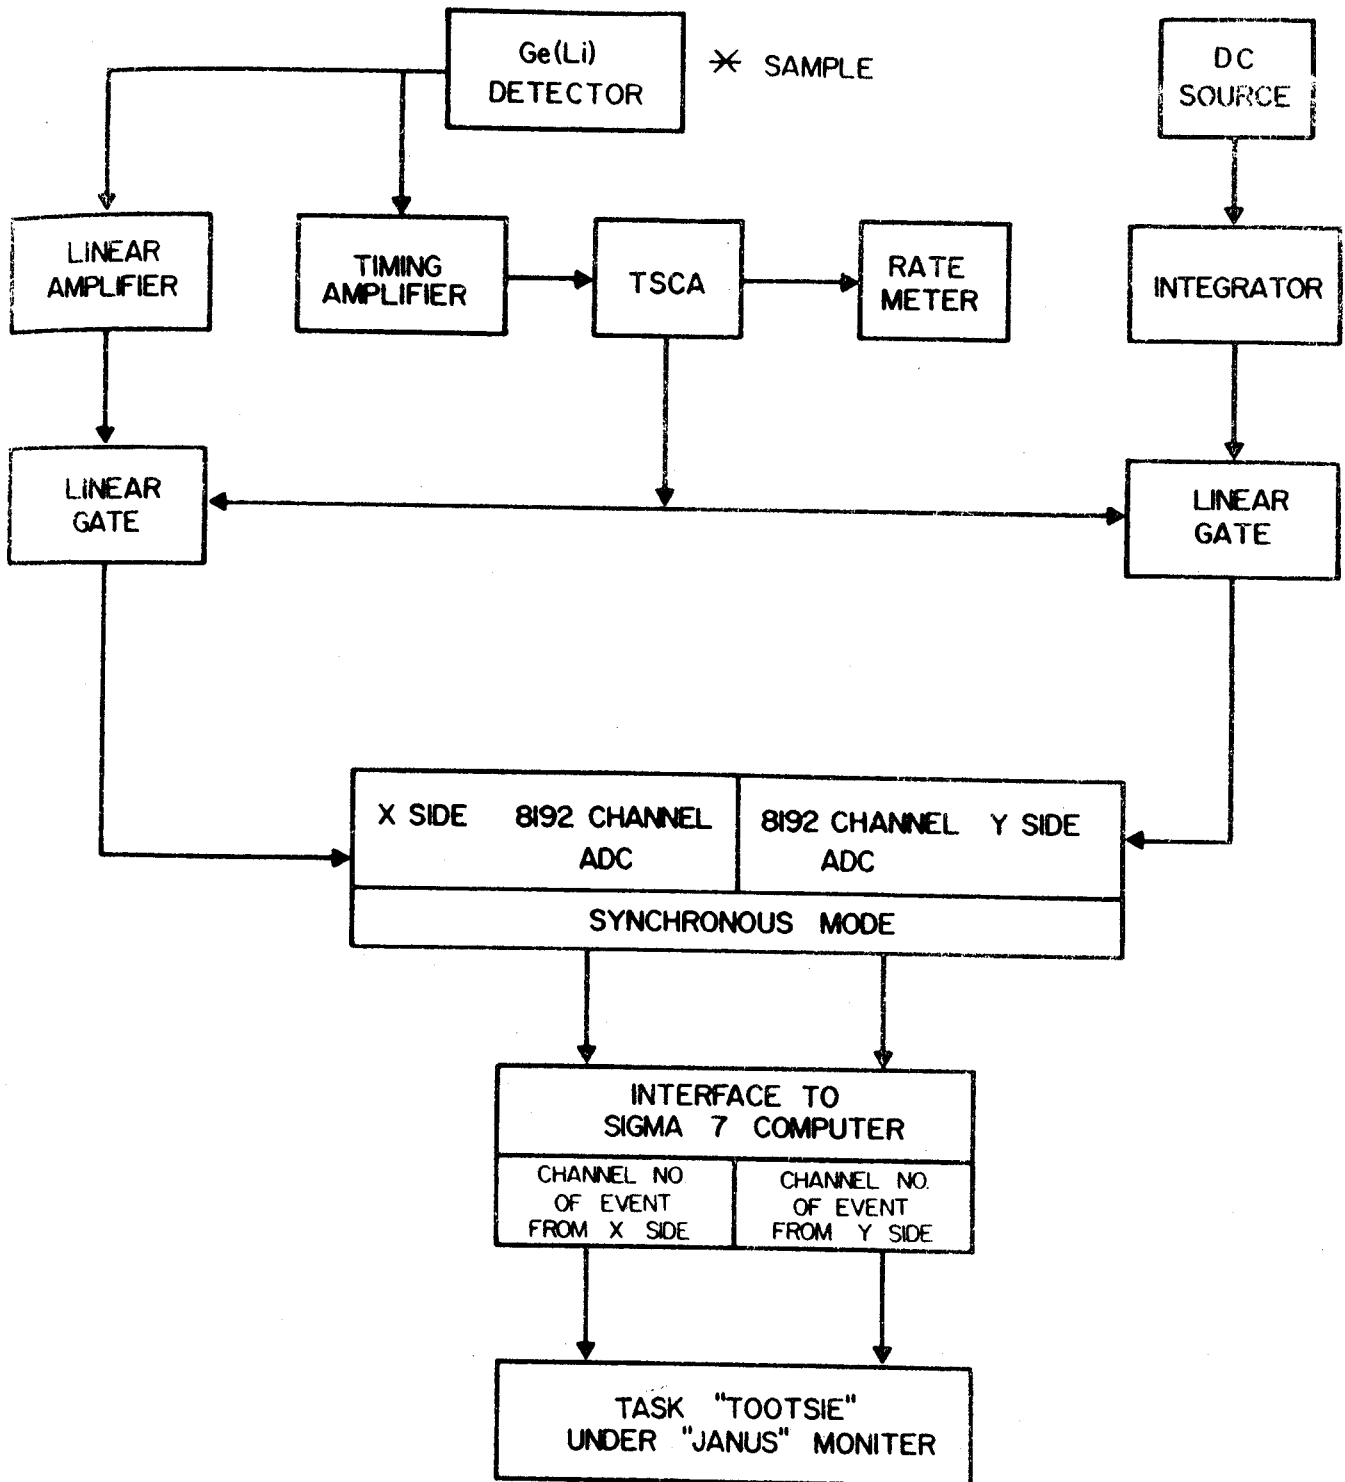 Ge(Li)
DETECTOR
SAMPLE
DC
SOURCE
LINEAR
AMPLIFIER
TIMING
AMPLIFIER
TSCA
RATE
METER
INTEGRATOR
LINEAR
GATE
LINEAR
GATE
X SIDE 8192 CHANNEL
ADC
8192 CHANNEL Y SIDE
ADC
SYNCHRONOUS MODE
INTERFACE TO
SIGMA 7 COMPUTER
CHANNEL NO
OF EVENT
FROM X SIDE
CHANNEL NO.
OF EVENT
FROM Y SIDE
TASK "TOOTSIE"
UNDER "JANUS" MONITER